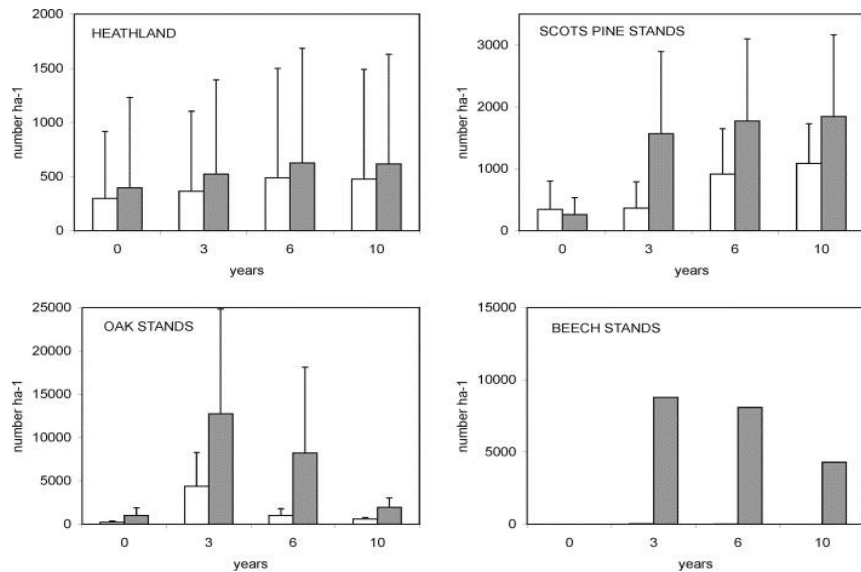 HEATHLAND
number ha-1
2000
1500
1000
500
0
0 3 6 10
years
SCOTS PINE STANDS
number ha-1
3000
2000
1000
0
0 3 6 10
years
OAK STANDS
number ha-1
25000
20000
15000
10000
5000
0
0 3 6 10
years
BEECH STANDS
number ha-1
15000
10000
5000
0
0 3 6 10
years